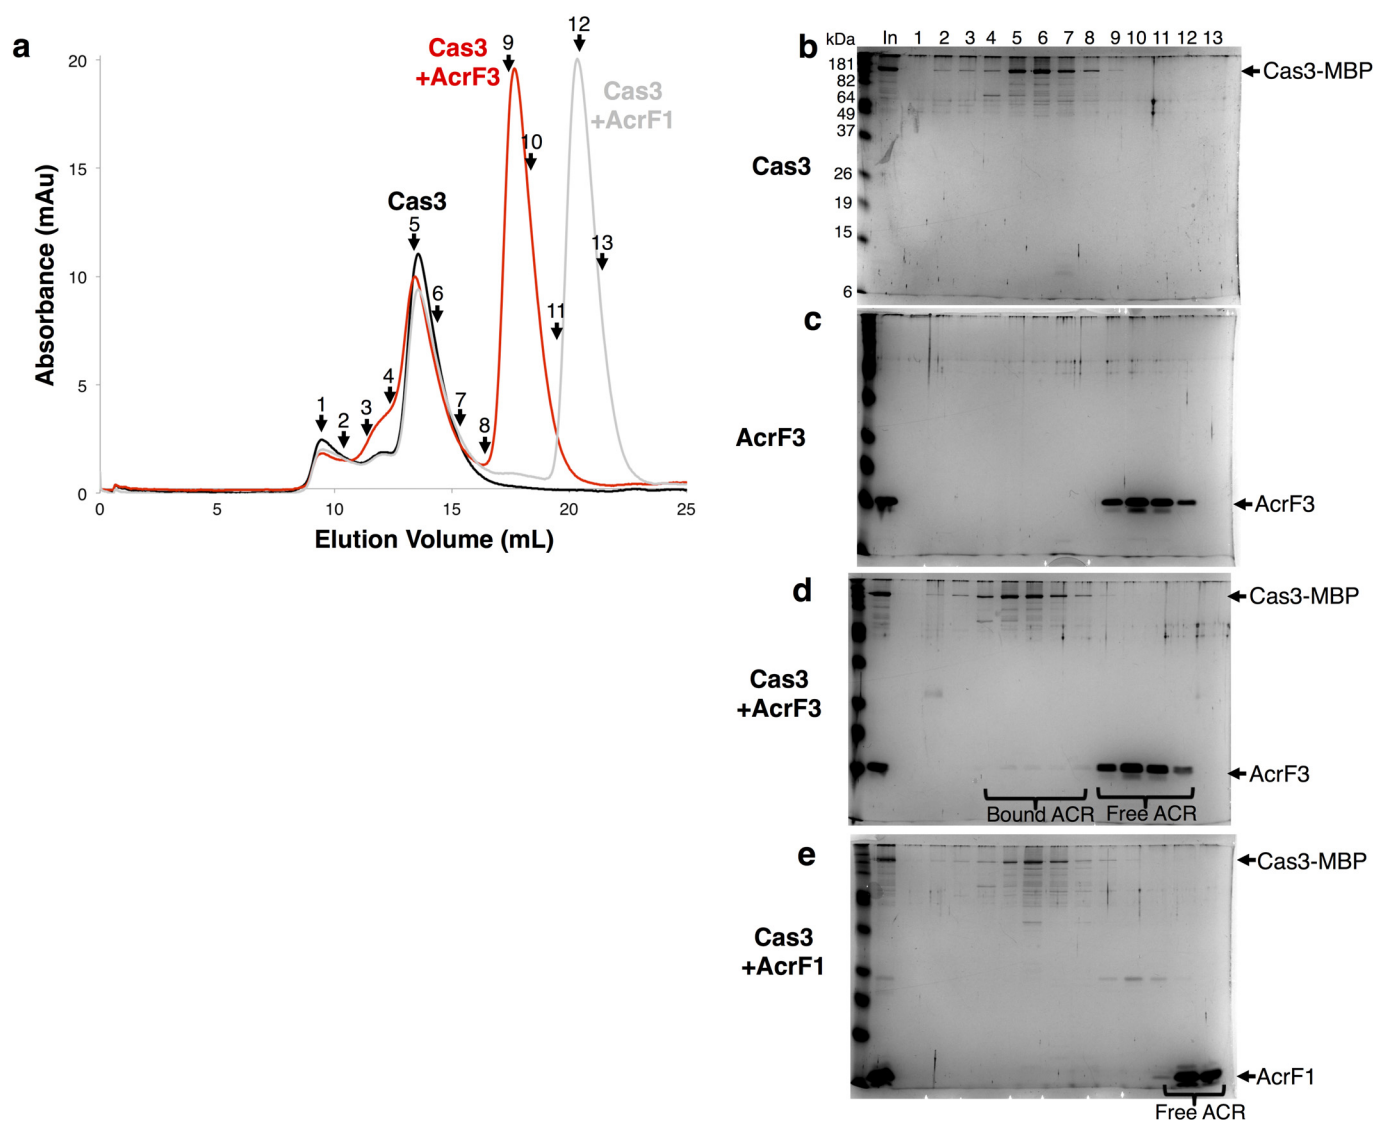 a
Cas3
+AcrF3
Cas3
+AcrF1
Cas3
1
2
3
4
5
6
7
8
9
10
11
12
13
20
15
10
5
0
0
5
10
15
20
25
Absorbance (mAu)
Elution Volume (mL)
b
kDa In 1 2 3 4 5 6 7 8 9 10 11 12 13
181
82
64
49
37
26
19
15
6
Cas3
Cas3-MBP
c
AcrF3
AcrF3
d
Cas3
+AcrF3
Cas3-MBP
AcrF3
Bound ACR Free ACR
e
Cas3
+AcrF1
Cas3-MBP
AcrF1
Free ACR